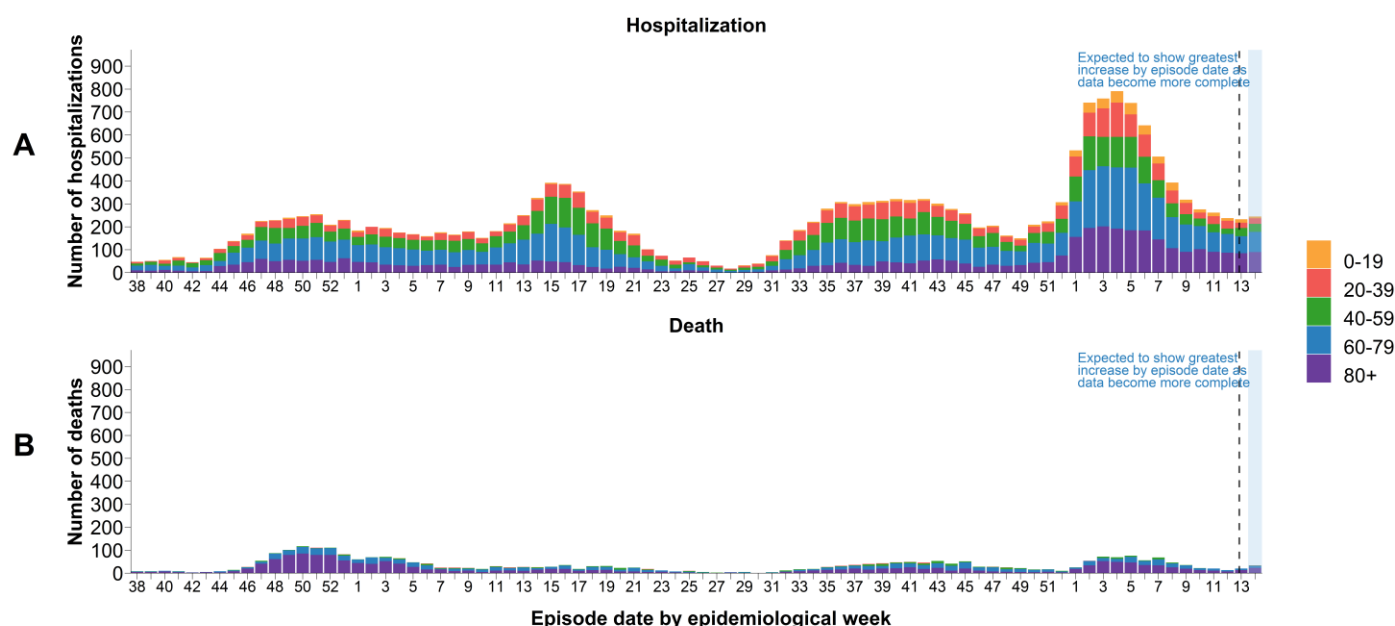 Hospitalization
A
Number of hospitalizations
900
800
700
600
500
400
300
200
100
0
Expected to show greatest
increase by episode date as
data become more complete
38 40 42 44 46 48 50 52 1 3 5 7 9 11 13 15 17 19 21 23 25 27 29 31 33 35 37 39 41 43 45 47 49 51 1 3 5 7 9 11 13
0-19
20-39
40-59
60-79
80+
Death
B
Number of deaths
900
800
700
600
500
400
300
200
100
0
Expected to show greatest
increase by episode date as
data become more complete
38 40 42 44 46 48 50 52 1 3 5 7 9 11 13 15 17 19 21 23 25 27 29 31 33 35 37 39 41 43 45 47 49 51 1 3 5 7 9 11 13
Episode date by epidemiological week